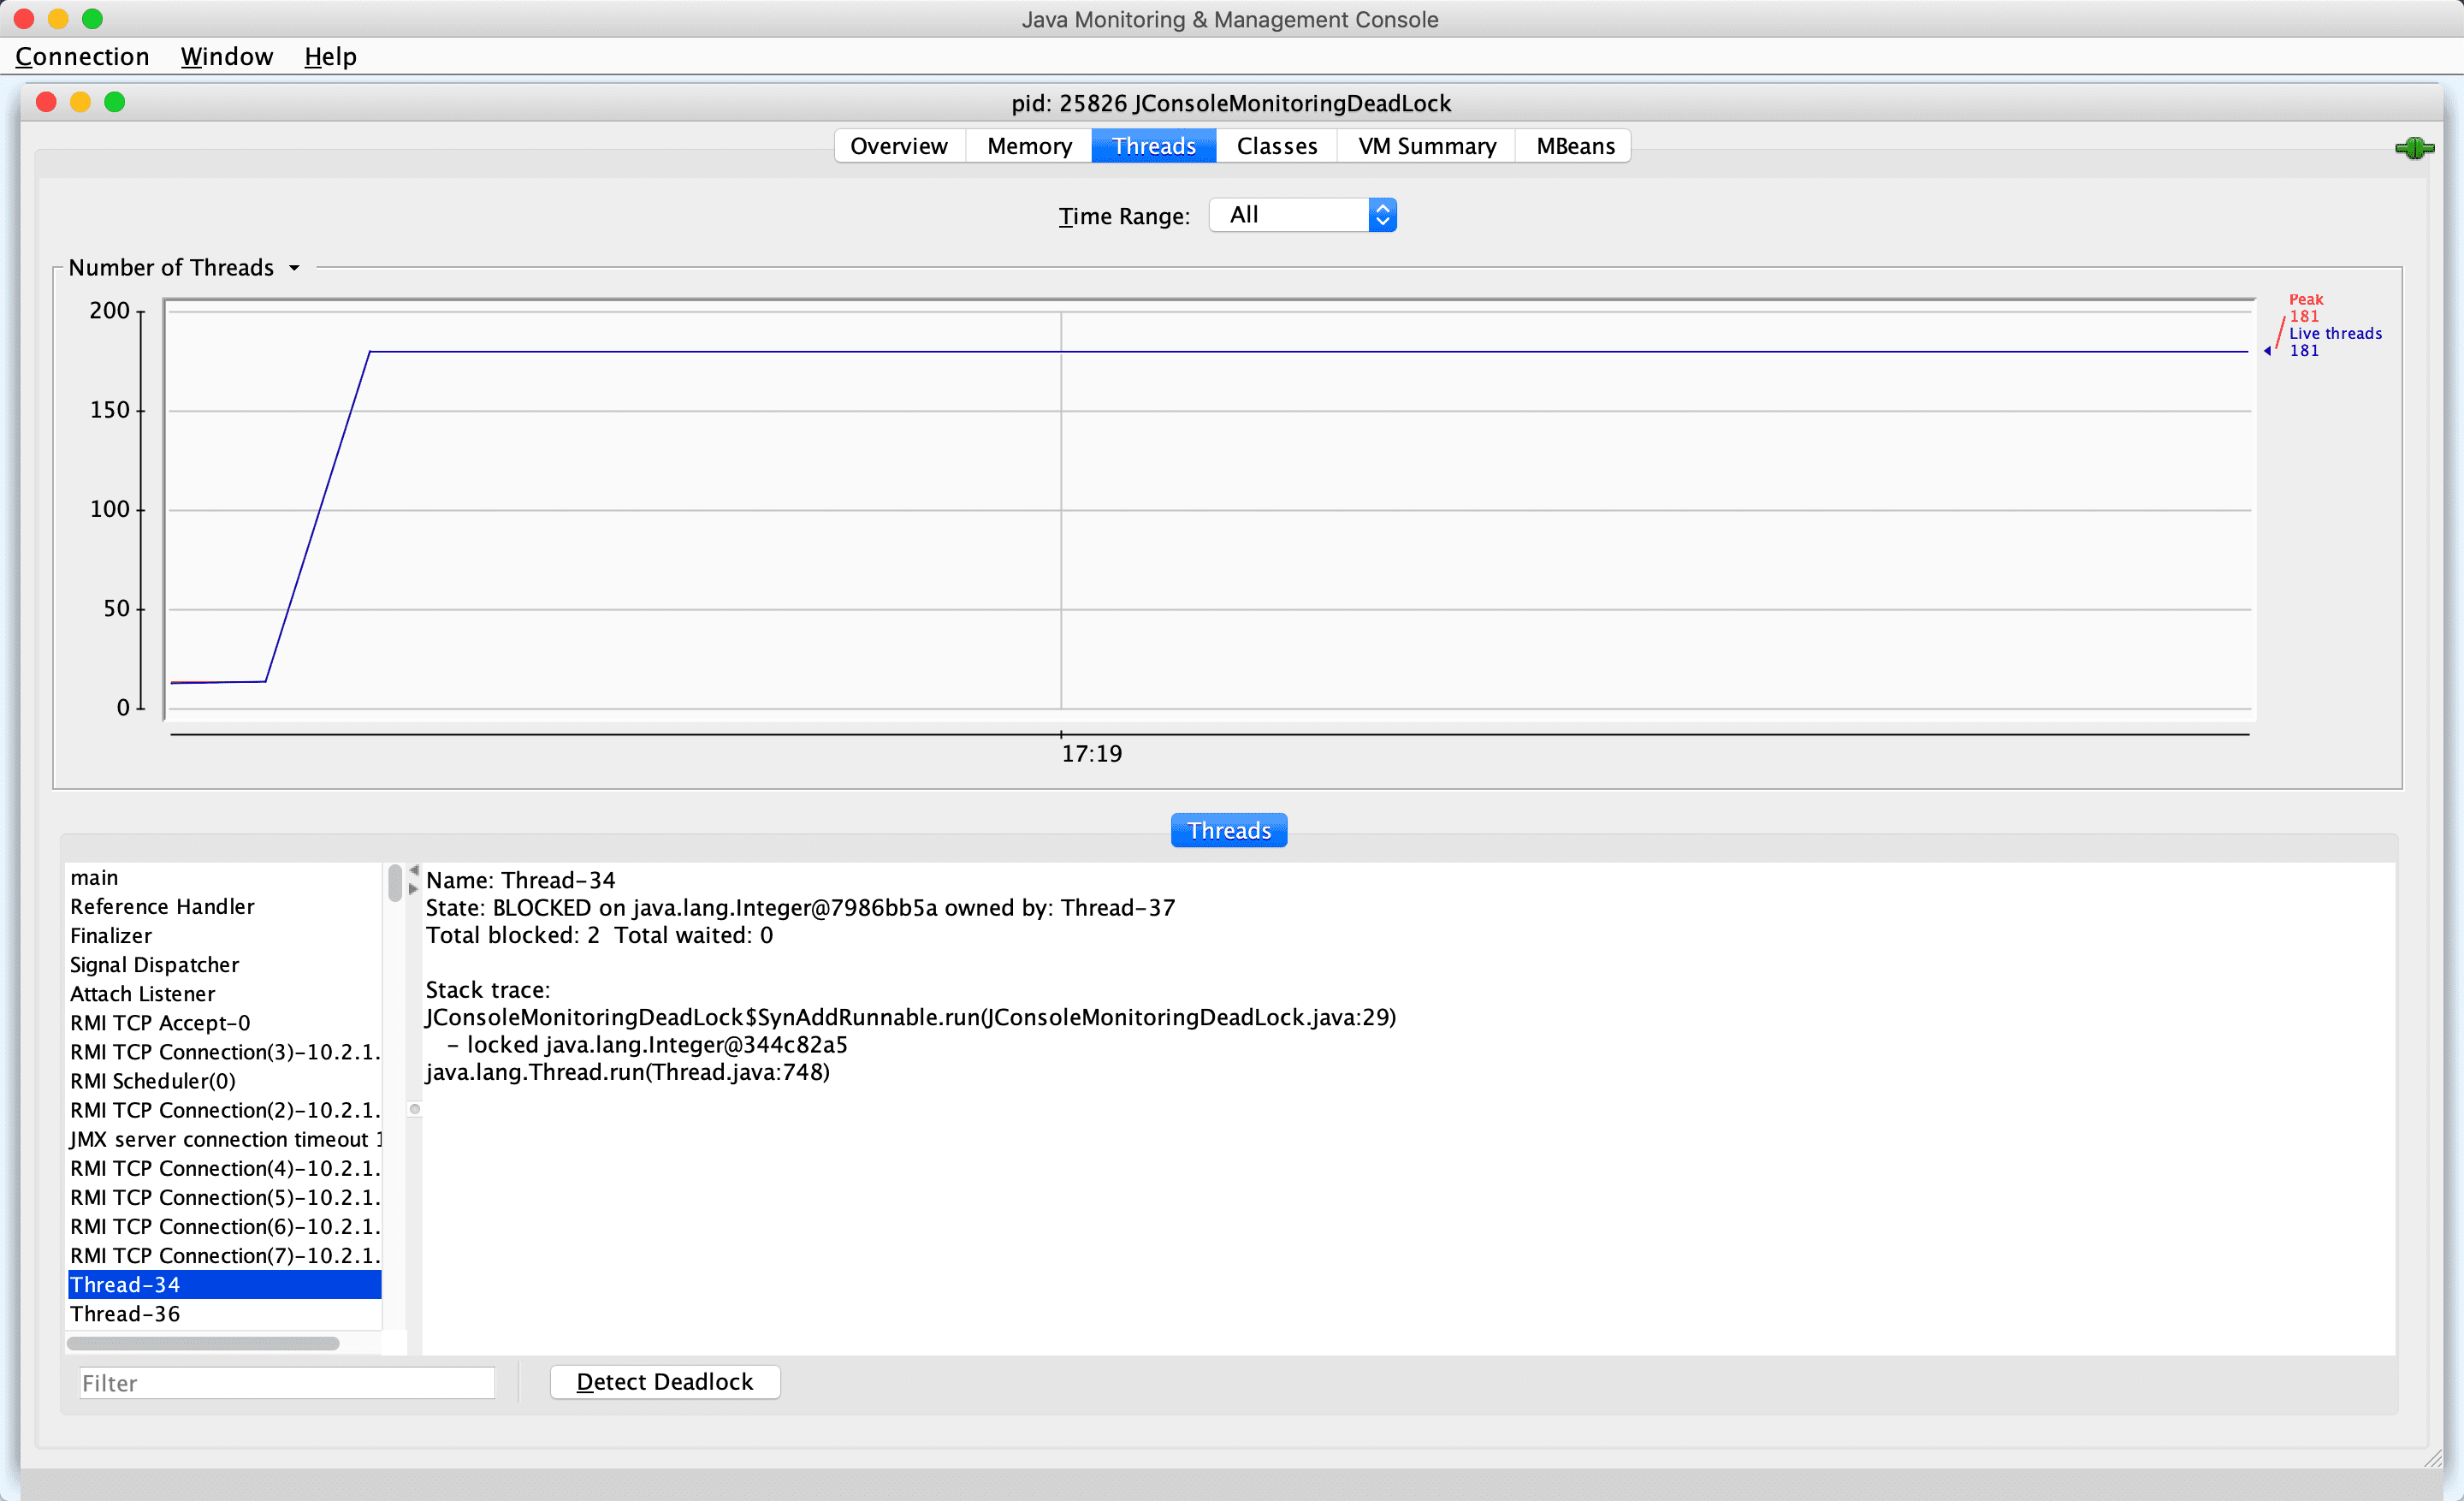 Java Monitoring & Management Console
Connection Window Help
pid: 25826 JConsoleMonitoringDeadLock
Overview Memory Threads Classes VM Summary MBeans
Time Range: All
Number of Threads
200
150
100
50
0
Peak
181
Live threads
181
17:19
Threads
main
Reference Handler
Finalizer
Signal Dispatcher
Attach Listener
RMI TCP Accept-0
RMI TCP Connection(3)-10.2.1.
RMI Scheduler(0)
RMI TCP Connection(2)-10.2.1.
JMX server connection timeout 1
RMI TCP Connection(4)-10.2.1.
RMI TCP Connection(5)-10.2.1.
RMI TCP Connection(6)-10.2.1.
RMI TCP Connection(7)-10.2.1.
Thread-34
Thread-36
Name: Thread-34
State: BLOCKED on java.lang.Integer@7986bb5a owned by: Thread-37
Total blocked: 2 Total waited: 0
Stack trace:
JConsoleMonitoringDeadLock$SynAddRunnable.run(JConsoleMonitoringDeadLock.java:29)
- locked java.lang.Integer@344c82a5
java.lang.Thread.run(Thread.java:748)
Filter
Detect Deadlock